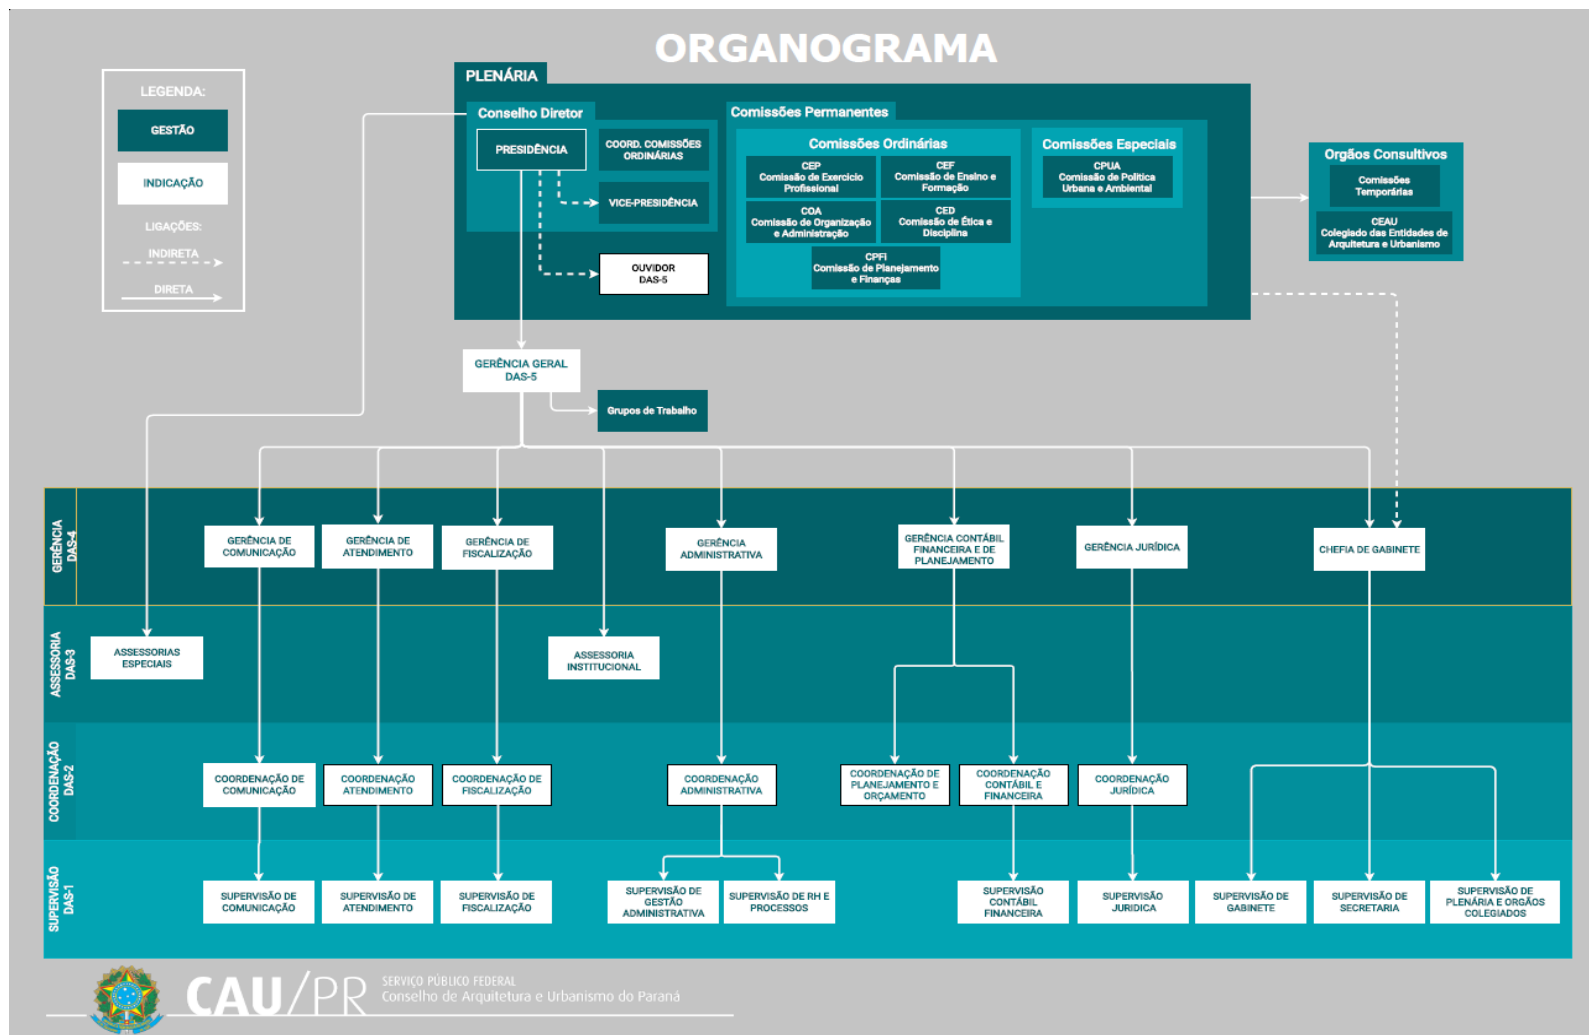 ORGANOGRAMA
LEGENDA:
GESTÃO
INDICAÇÃO
LIGAÇÕES:
INDIRETA
DIRETA
PLENÁRIA
Conselho Diretor
PRESIDÊNCIA
COORD. COMISSÕES
ORDINÁRIAS
VICE-PRESIDÊNCIA
OUVIDOR
DAS-5
Comissões Permanentes
Comissões Ordinárias
CEP
Comissão de Exercício
Profissional
CEF
Comissão de Ensino e
Formação
COA
Comissão de Organização
e Administração
CED
Comissão de Ética e
Disciplina
CPFI
Comissão de Planejamento
e Finanças
Comissões Especiais
CPUA
Comissão de Política
Urbana e Ambiental
Orgãos Consultivos
Comissões
Temporárias
CEAU
Colegiado das Entidades de
Arquitetura e Urbanismo
GERÊNCIA GERAL
DAS-5
Grupos de Trabalho
GERÊNCIA
DAS-4
GERÊNCIA DE
COMUNICAÇÃO
GERÊNCIA DE
ATENDIMENTO
GERÊNCIA DE
FISCALIZAÇÃO
GERÊNCIA
ADMINISTRATIVA
GERÊNCIA CONTÁBIL
FINANCEIRA E DE
PLANEJAMENTO
GERÊNCIA JURÍDICA
CHEFIA DE GABINETE
ASSESSORIA
DAS-3
ASSESSORIAS
ESPECIAIS
ASSESSORIA
INSTITUCIONAL
COORDENAÇÃO
DAS-2
COORDENAÇÃO DE
COMUNICAÇÃO
COORDENAÇÃO
ATENDIMENTO
COORDENAÇÃO DE
FISCALIZAÇÃO
COORDENAÇÃO
ADMINISTRATIVA
COORDENAÇÃO DE
PLANEJAMENTO E
ORÇAMENTO
COORDENAÇÃO
CONTÁBIL E
FINANCEIRA
COORDENAÇÃO
JURÍDICA
SUPERVISÃO
DAS-1
SUPERVISÃO DE
COMUNICAÇÃO
SUPERVISÃO DE
ATENDIMENTO
SUPERVISÃO DE
FISCALIZAÇÃO
SUPERVISÃO DE
GESTÃO
ADMINISTRATIVA
SUPERVISÃO DE RH E
PROCESSOS
SUPERVISÃO
CONTÁBIL
FINANCEIRA
SUPERVISÃO
JURIDICA
SUPERVISÃO DE
GABINETE
SUPERVISÃO DE
SECRETARIA
SUPERVISÃO DE
PLENÁRIA E ORGÃOS
COLEGIADOS
CAU/PR
SERVIÇO PÚBLICO FEDERAL
Conselho de Arquitetura e Urbanismo do Paraná